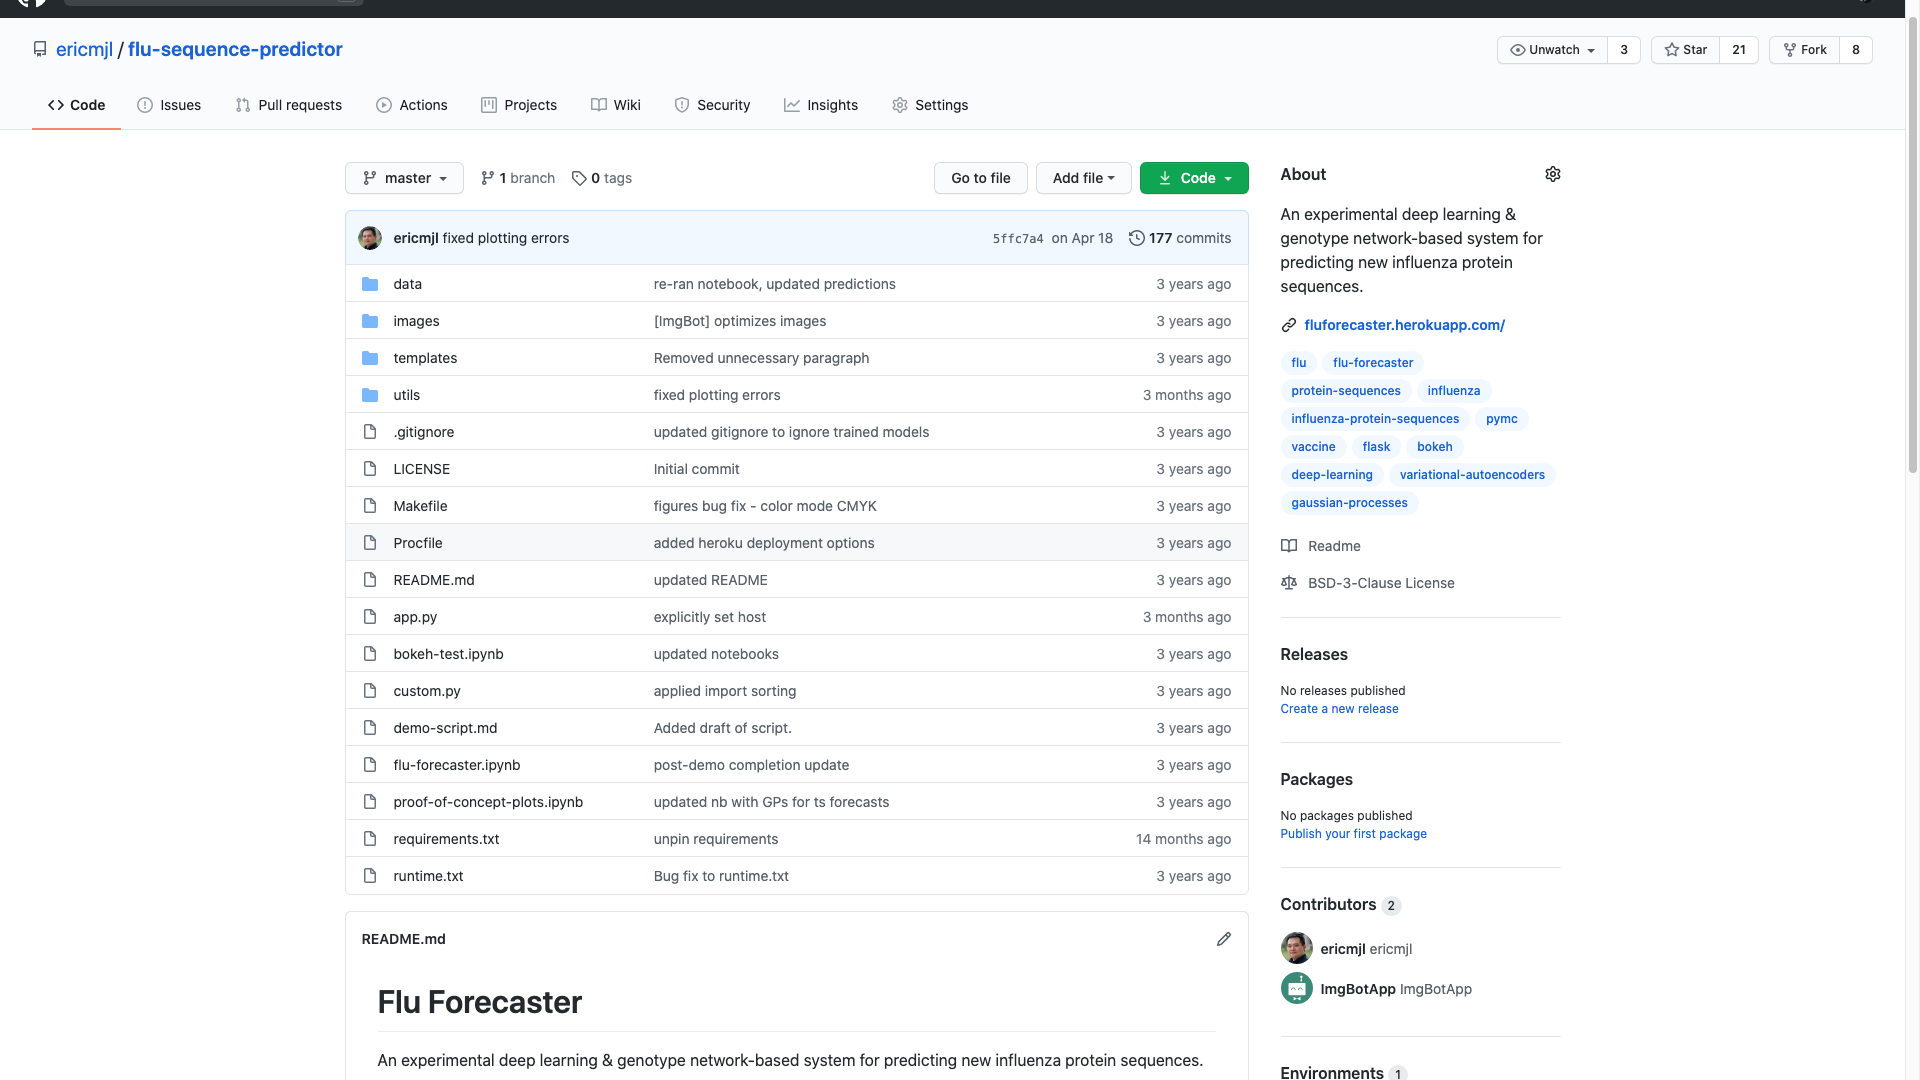 ericmjl / flu-sequence-predictor
Unwatch 3 Star 21 Fork 8
Code Issues Pull requests Actions Projects Wiki Security Insights Settings
master 1 branch 0 tags Go to file Add file Code
ericmjl fixed plotting errors 5ffc7a4 on Apr 18 177 commits
data re-ran notebook, updated predictions 3 years ago
images [ImgBot] optimizes images 3 years ago
templates Removed unnecessary paragraph 3 years ago
utils fixed plotting errors 3 months ago
.gitignore updated gitignore to ignore trained models 3 years ago
LICENSE Initial commit 3 years ago
Makefile figures bug fix - color mode CMYK 3 years ago
Procfile added heroku deployment options 3 years ago
README.md updated README 3 years ago
app.py explicitly set host 3 months ago
bokeh-test.ipynb updated notebooks 3 years ago
custom.py applied import sorting 3 years ago
demo-script.md Added draft of script. 3 years ago
flu-forecaster.ipynb post-demo completion update 3 years ago
proof-of-concept-plots.ipynb updated nb with GPs for ts forecasts 3 years ago
requirements.txt unpin requirements 14 months ago
runtime.txt Bug fix to runtime.txt 3 years ago
README.md
Flu Forecaster
An experimental deep learning & genotype network-based system for predicting new influenza protein sequences.
About
An experimental deep learning &
genotype network-based system for
predicting new influenza protein
sequences.
fluforecaster.herokuapp.com/
flu flu-forecaster
protein-sequences influenza
influenza-protein-sequences pymc
vaccine flask bokeh
deep-learning variational-autoencoders
gaussian-processes
Readme
BSD-3-Clause License
Releases
No releases published
Create a new release
Packages
No packages published
Publish your first package
Contributors 2
ericmjl ericmjl
ImgBotApp ImgBotApp
Environments 1